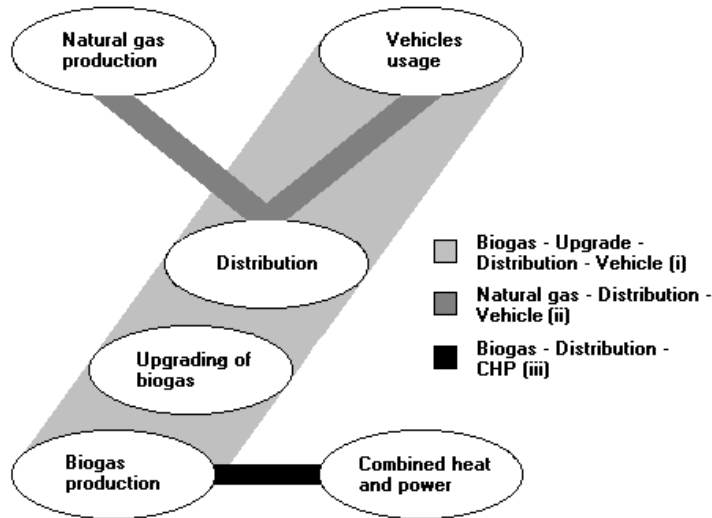 Natural gas
production
Vehicles
usage
Distribution
Upgrading of
biogas
Biogas
production
Combined heat
and power
Biogas - Upgrade -
Distribution - Vehicle (i)
Natural gas - Distribution -
Vehicle (ii)
Biogas - Distribution -
CHP (iii)